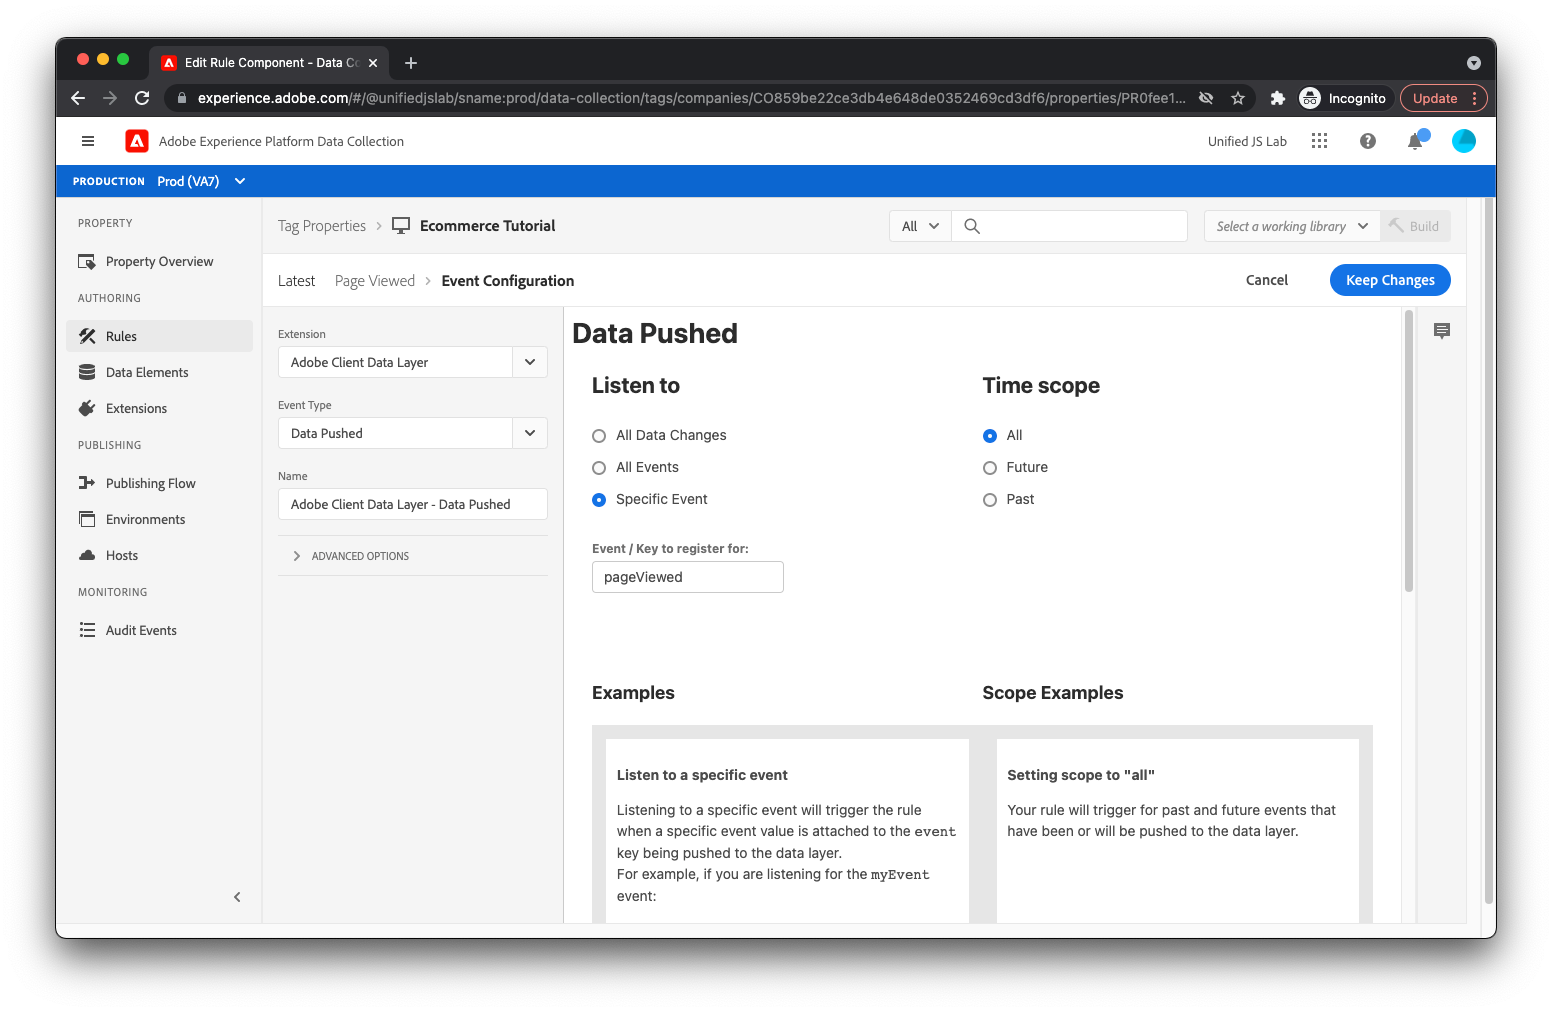 Edit Rule Component - Data Co
experience.adobe.com/#/@unifiedjslab/sname:prod/data-collection/tags/companies/CO859be22ce3db4e648de0352469cd3df6/properties/PR0fee1...
Incognito
Update
Adobe Experience Platform Data Collection
Unified JS Lab
PRODUCTION Prod (VA7)
PROPERTY
Property Overview
AUTHORING
Rules
Data Elements
Extensions
PUBLISHING
Publishing Flow
Environments
Hosts
MONITORING
Audit Events
Tag Properties > Ecommerce Tutorial
All
Select a working library
Build
Latest Page Viewed > Event Configuration
Cancel
Keep Changes
Extension
Adobe Client Data Layer
Event Type
Data Pushed
Name
Adobe Client Data Layer - Data Pushed
ADVANCED OPTIONS
Data Pushed
Listen to
All Data Changes
All Events
Specific Event
Event / Key to register for:
pageViewed
Time scope
All
Future
Past
Examples
Listen to a specific event
Listening to a specific event will trigger the rule
when a specific event value is attached to the event
key being pushed to the data layer.
For example, if you are listening for the myEvent
event:
Scope Examples
Setting scope to "all"
Your rule will trigger for past and future events that
have been or will be pushed to the data layer.